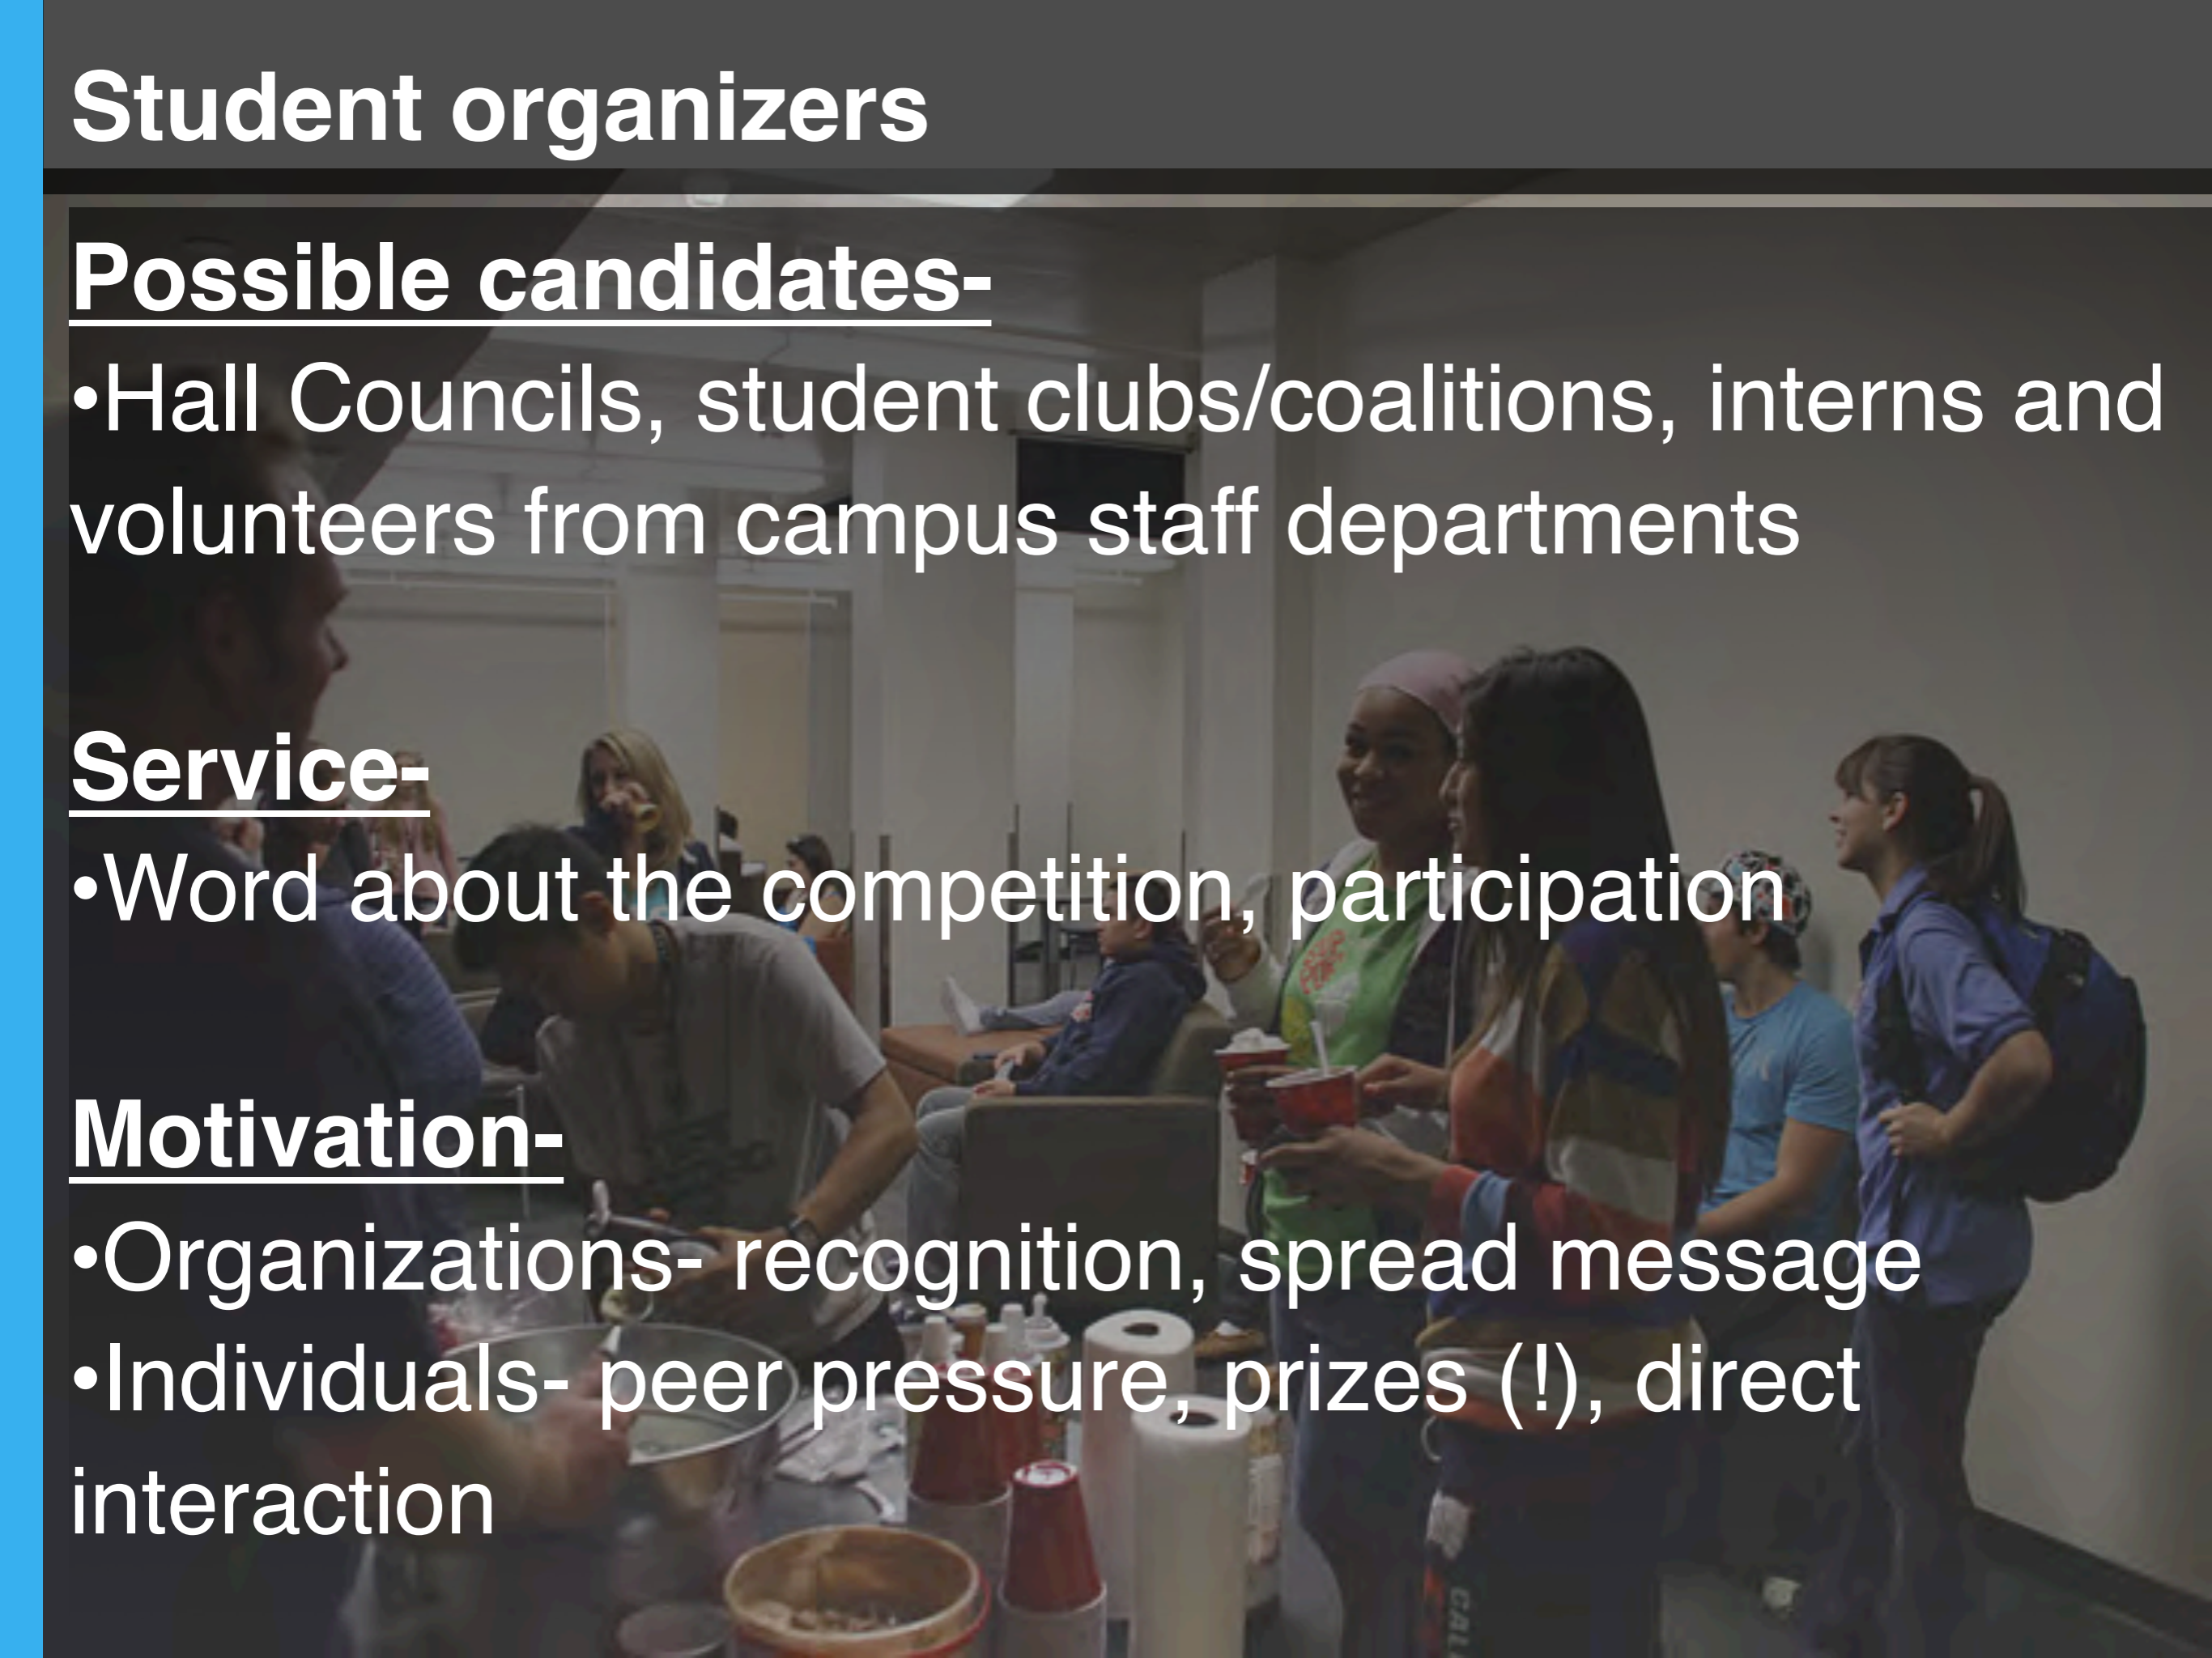 Student organizers
Possible candidates-
•Hall Councils, student clubs/coalitions, interns and
volunteers from campus staff departments
Service-
•Word about the competition, participation
Motivation-
•Organizations- recognition, spread message
•Individuals- peer pressure, prizes (!), direct
interaction
CAL